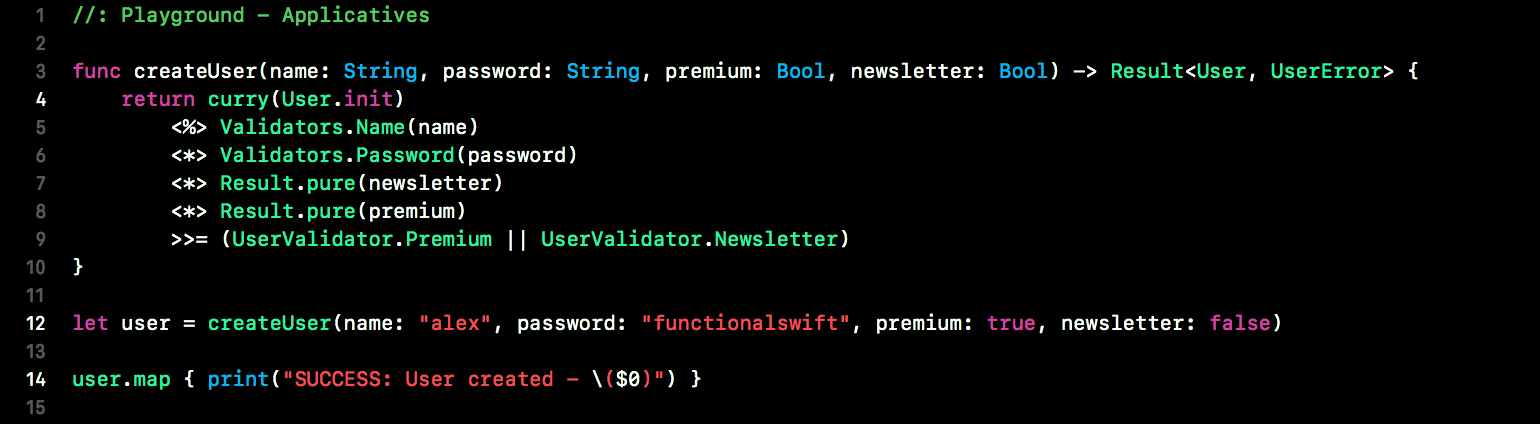 1 //: Playground – Applicatives
2
3 func createUser(name: String, password: String, premium: Bool, newsletter: Bool) -> Result<User, UserError> {
4     return curry(User.init)
5         <%> Validators.Name(name)
6         <*> Validators.Password(password)
7         <*> Result.pure(newsletter)
8         <*> Result.pure(premium)
9         >>= (UserValidator.Premium || UserValidator.Newsletter)
10 }
11
12 let user = createUser(name: "alex", password: "functionalswift", premium: true, newsletter: false)
13
14 user.map { print("SUCCESS: User created – \($0)") }
15